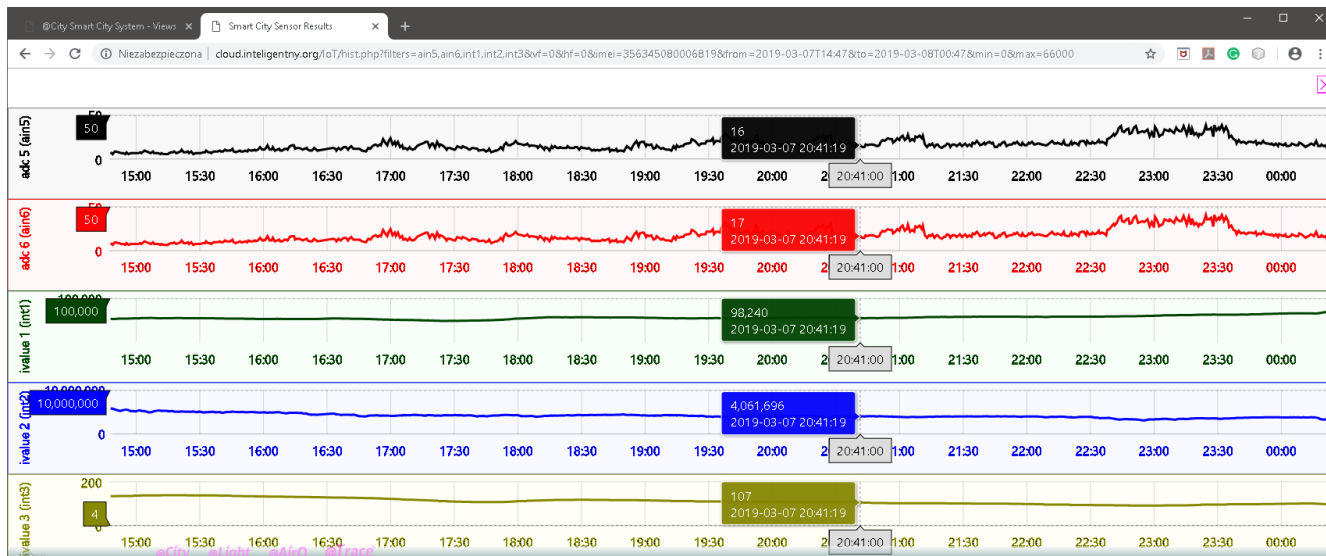 @City Smart City System - Views
Smart City Sensor Results
Niezabezpieczona | cloud.inteligentny.org/IoT/hist.php?filters=ain5,ain6,int1,int2,int3&vf=0&hf=0&imei=356345080006819&from=2019-03-07T14:47&to=2019-03-08T00:47&min=0&max=66000
adc 5 (ain5)
50
50
0
16
2019-03-07 20:41:19
15:00 15:30 16:00 16:30 17:00 17:30 18:00 18:30 19:00 19:30 20:00 20:41:00 21:30 22:00 22:30 23:00 23:30 00:00
adc 6 (ain6)
50
50
0
17
2019-03-07 20:41:19
15:00 15:30 16:00 16:30 17:00 17:30 18:00 18:30 19:00 19:30 20:00 20:41:00 21:30 22:00 22:30 23:00 23:30 00:00
ivalue 1 (int1)
100,000
100,000
98,240
2019-03-07 20:41:19
15:00 15:30 16:00 16:30 17:00 17:30 18:00 18:30 19:00 19:30 20:00 20:41:00 21:30 22:00 22:30 23:00 23:30 00:00
ivalue 2 (int2)
10,000,000
10,000,000
0
4,061,696
2019-03-07 20:41:19
15:00 15:30 16:00 16:30 17:00 17:30 18:00 18:30 19:00 19:30 20:00 20:41:00 21:30 22:00 22:30 23:00 23:30 00:00
ivalue 3 (int3)
200
4
0
107
2019-03-07 20:41:19
15:00 15:30 16:00 16:30 17:00 17:30 18:00 18:30 19:00 19:30 20:00 20:41:00 21:30 22:00 22:30 23:00 23:30 00:00
@City @Light @AirQ @Trace